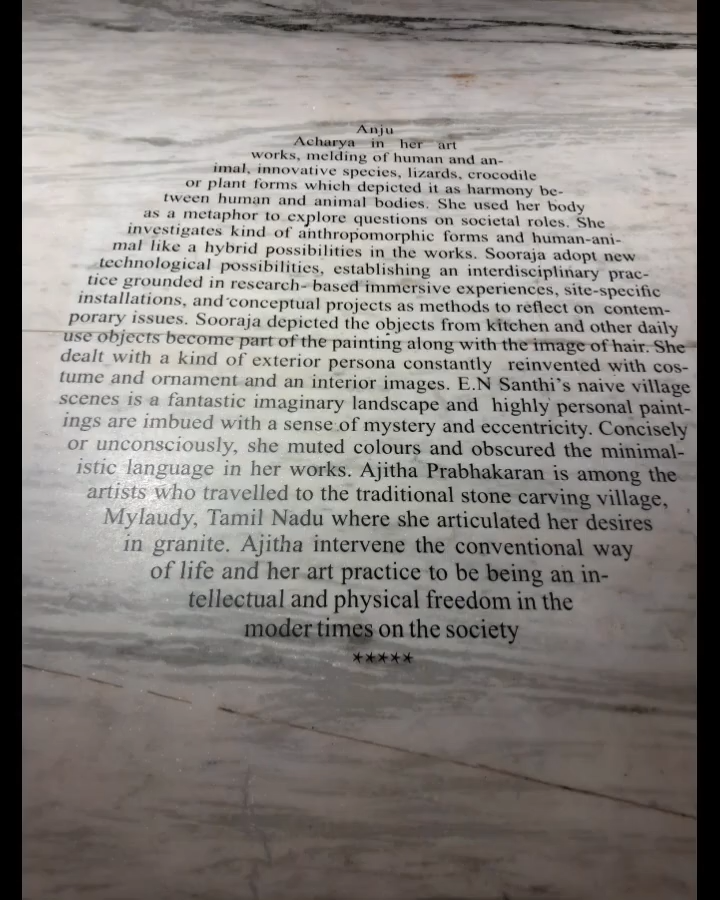 Anju
Acharya in her art
works, melding of human and an-
imal, innovative species, lizards, crocodile
or plant forms which depicted it as harmony be-
tween human and animal bodies. She used her body
as a metaphor to explore questions on societal roles. She
investigates kind of anthropomorphic forms and human-ani-
mal like a hybrid possibilities in the works. Sooraja adopt new
technological possibilities, establishing an interdisciplinary prac-
tice grounded in research- based immersive experiences, site-specific
installations, and conceptual projects as methods to reflect on contem-
porary issues. Sooraja depicted the objects from kitchen and other daily
use objects become part of the painting along with the image of hair. She
dealt with a kind of exterior persona constantly reinvented with cos-
tume and ornament and an interior images. E.N Santhi's naive village
scenes is a fantastic imaginary landscape and highly personal paint-
ings are imbued with a sense of mystery and eccentricity. Concisely
or unconsciously, she muted colours and obscured the minimal-
istic language in her works. Ajitha Prabhakaran is among the
artists who travelled to the traditional stone carving village,
Mylaudy, Tamil Nadu where she articulated her desires
in granite. Ajitha intervene the conventional way
of life and her art practice to be being an in-
tellectual and physical freedom in the
moder times on the society
*****